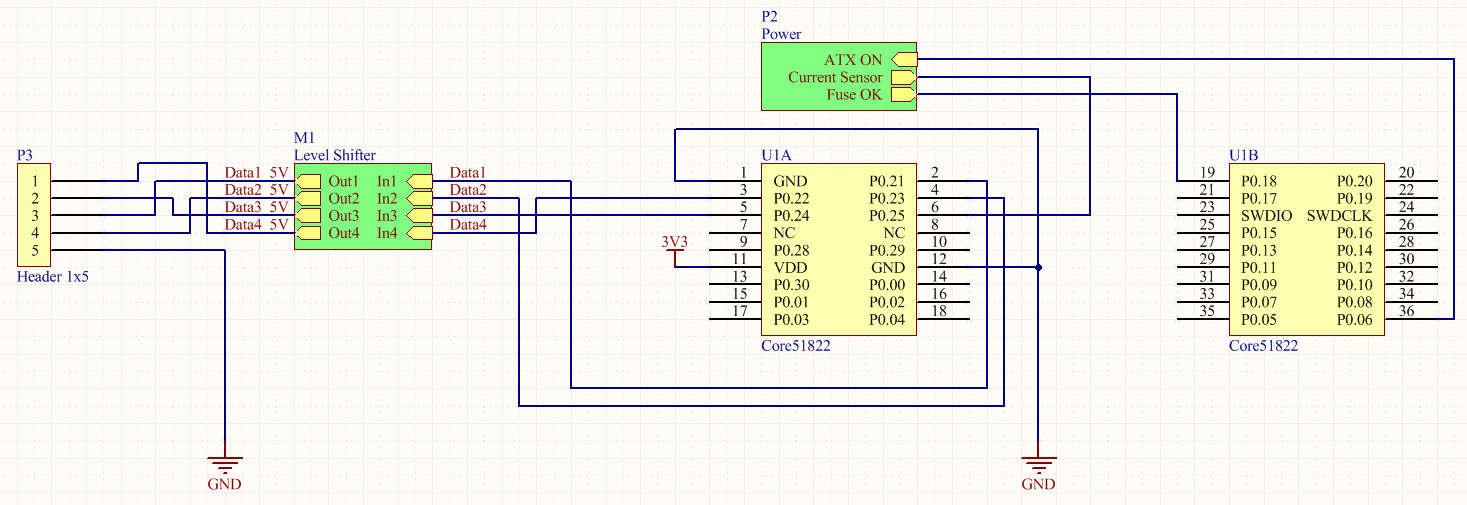 P2
Power
ATX ON
Current Sensor
Fuse OK
P3
1
2
3
4
5
Header 1x5
M1
Level Shifter
Data1 5V Out1 In1 Data1
Data2 5V Out2 In2 Data2
Data3 5V Out3 In3 Data3
Data4 5V Out4 In4 Data4
GND
3V3
U1A
1 GND P0.21 2
3 P0.22 P0.23 4
5 P0.24 P0.25 6
7 NC NC 8
9 P0.28 P0.29 10
11 VDD GND 12
13 P0.30 P0.00 14
15 P0.01 P0.02 16
17 P0.03 P0.04 18
Core51822
GND
U1B
19 P0.18 P0.20 20
21 P0.17 P0.19 22
23 SWDIO SWDCLK 24
25 P0.15 P0.16 26
27 P0.13 P0.14 28
29 P0.11 P0.12 30
31 P0.09 P0.10 32
33 P0.07 P0.08 34
35 P0.05 P0.06 36
Core51822